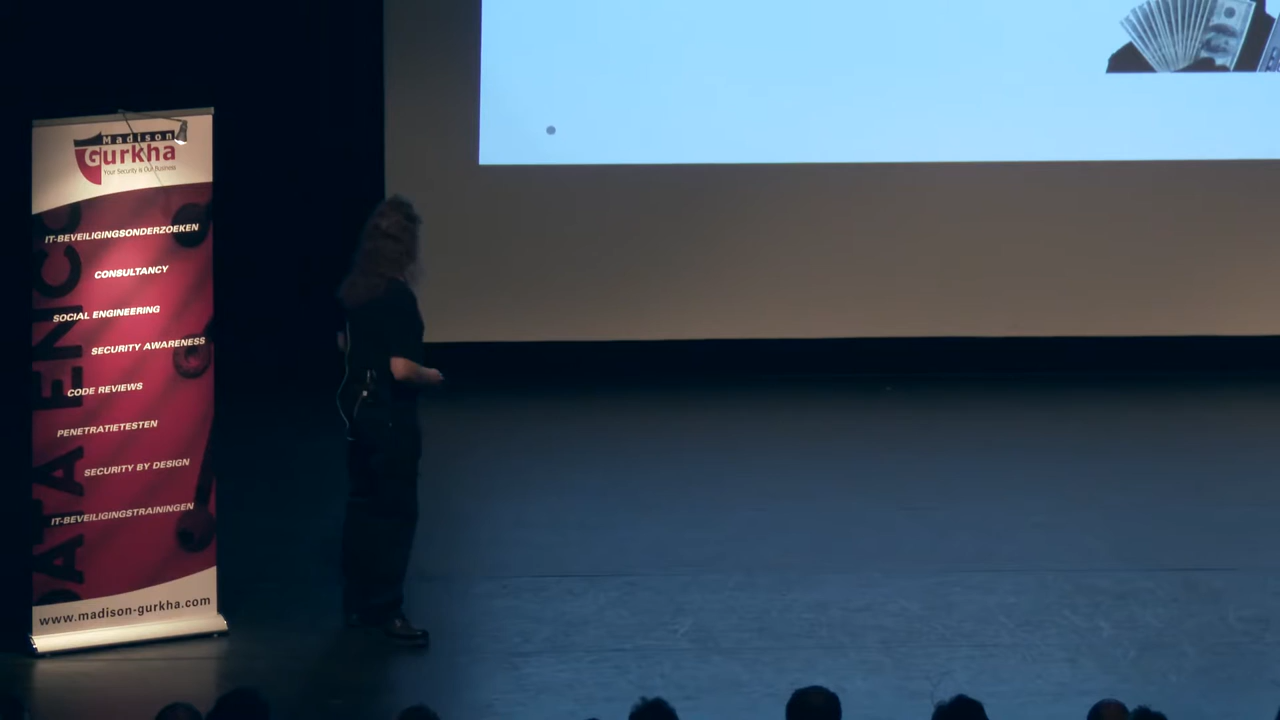 Madison
Gurkha
Your Security is Our Business
IT-BEVEILIGINGSONDERZOEKEN
CONSULTANCY
SOCIAL ENGINEERING
SECURITY AWARENESS
CODE REVIEWS
PENETRATIETESTEN
SECURITY BY DESIGN
IT-BEVEILIGINGSTRAININGEN
www.madison-gurkha.com